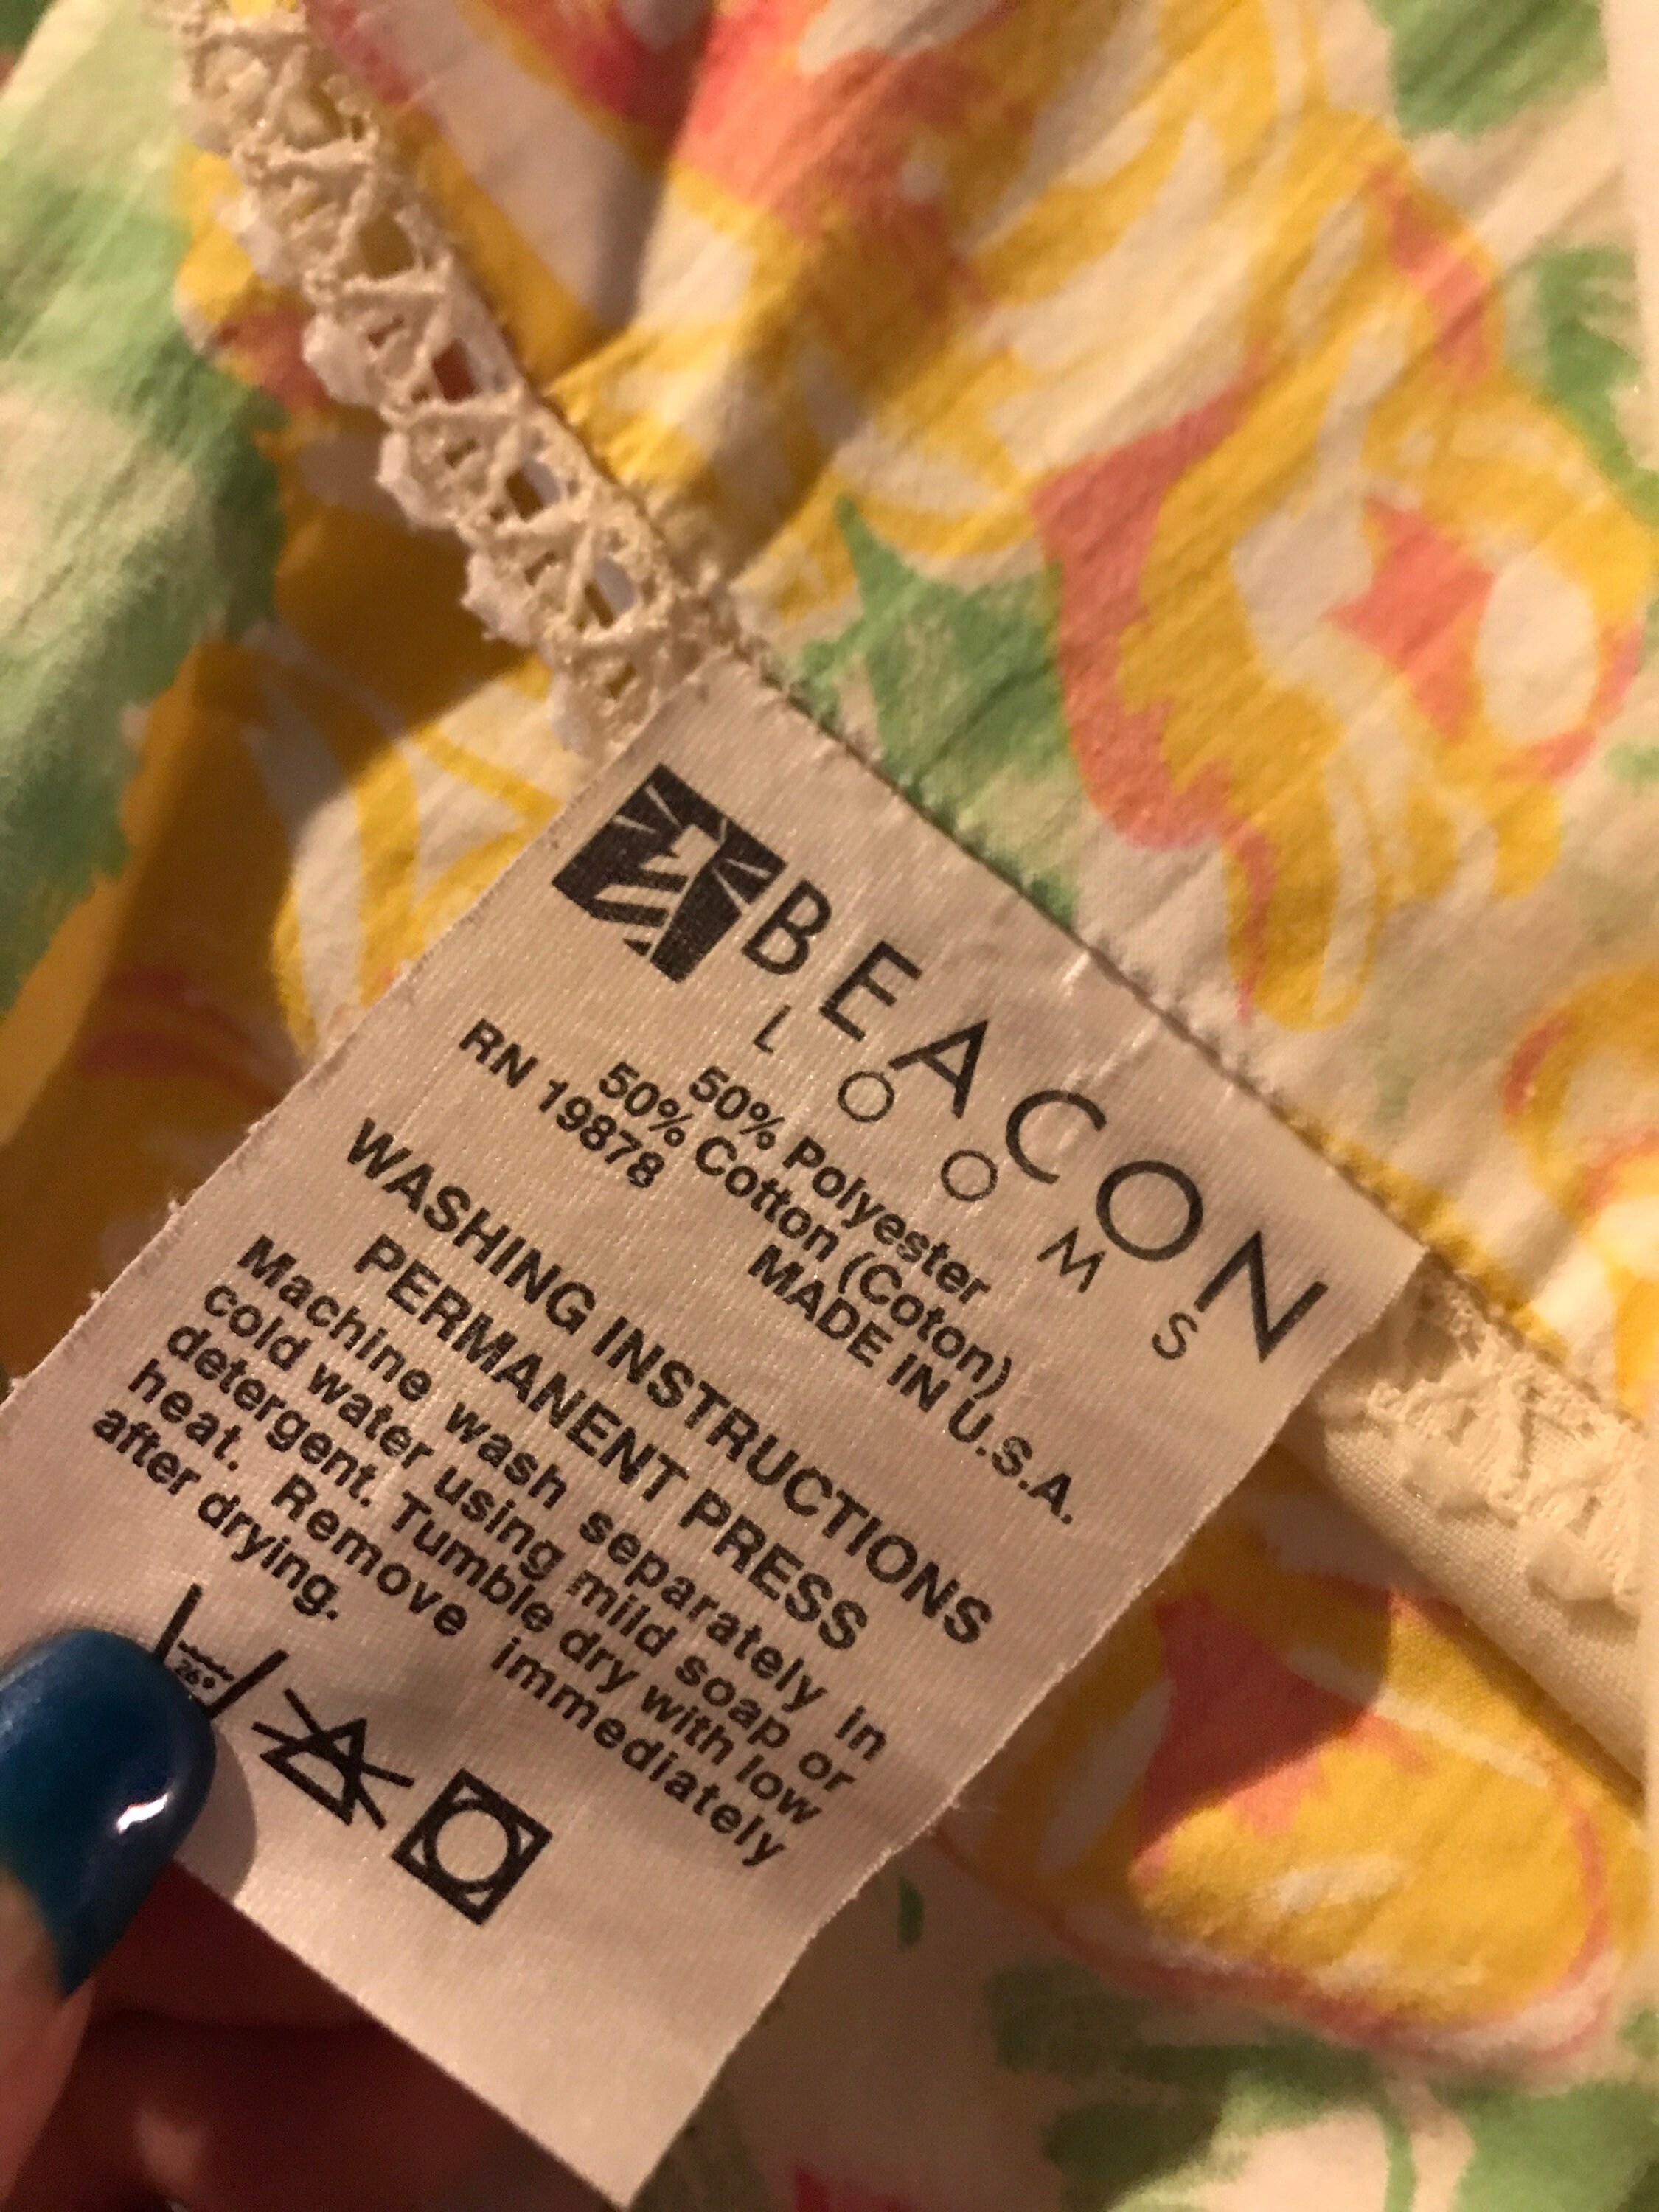 BEACON
LOOMS
50% Polyester
50% Cotton (Coton)
RN 19878 MADE IN U.S.A.
WASHING INSTRUCTIONS
PERMANENT PRESS
Machine wash separately in
cold water using mild soap or
detergent. Tumble dry with low
heat. Remove immediately
after drying.
26°